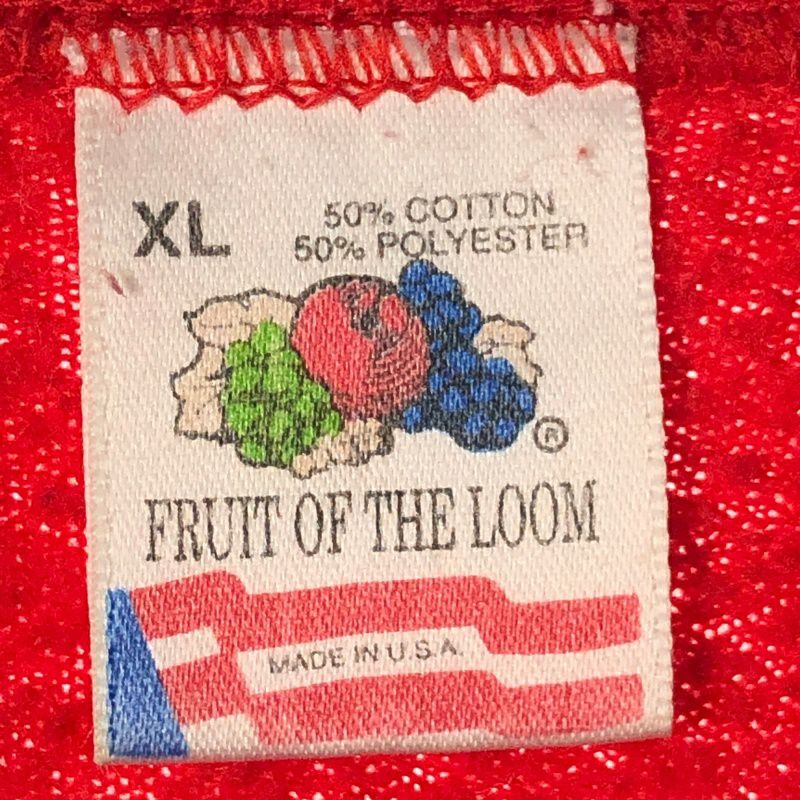 XL
50% COTTON
50% POLYESTER
®
FRUIT OF THE LOOM
MADE IN U.S.A.